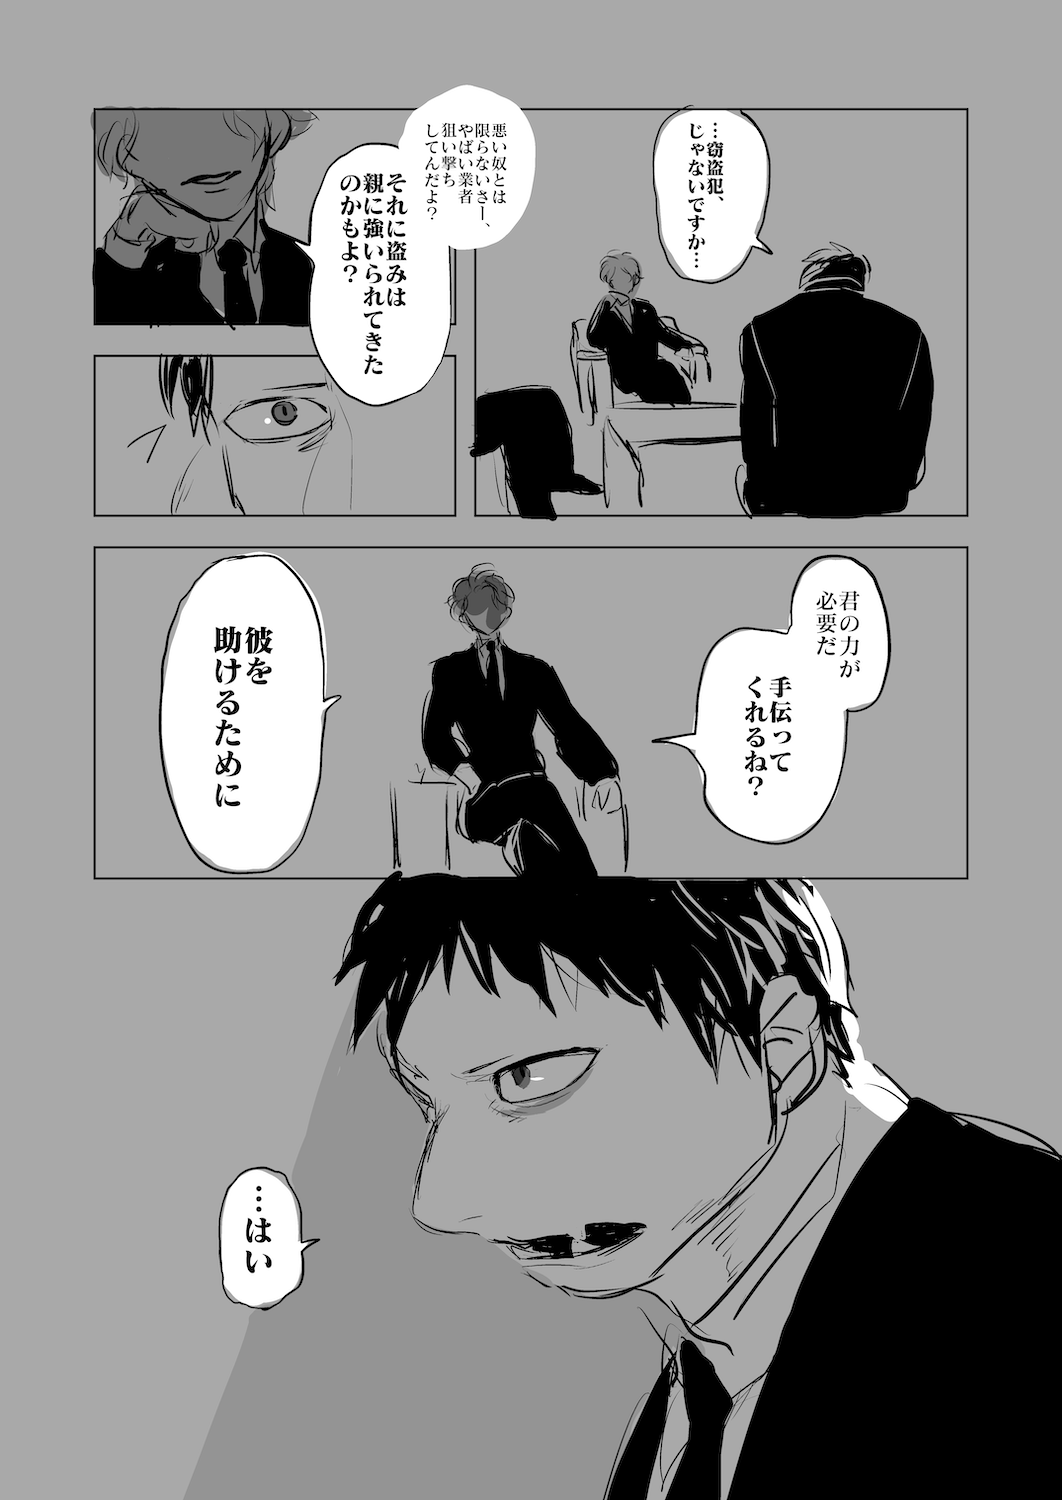 …窃盗犯、
じゃないですか…
悪い奴とは
限らないさー、
やばい業者
狙い撃ち
してんだよ？
それに盗みは
親に強いられてきた
のかもよ？
君の力が
必要だ
手伝って
くれるね？
彼を
助けるために
…はい